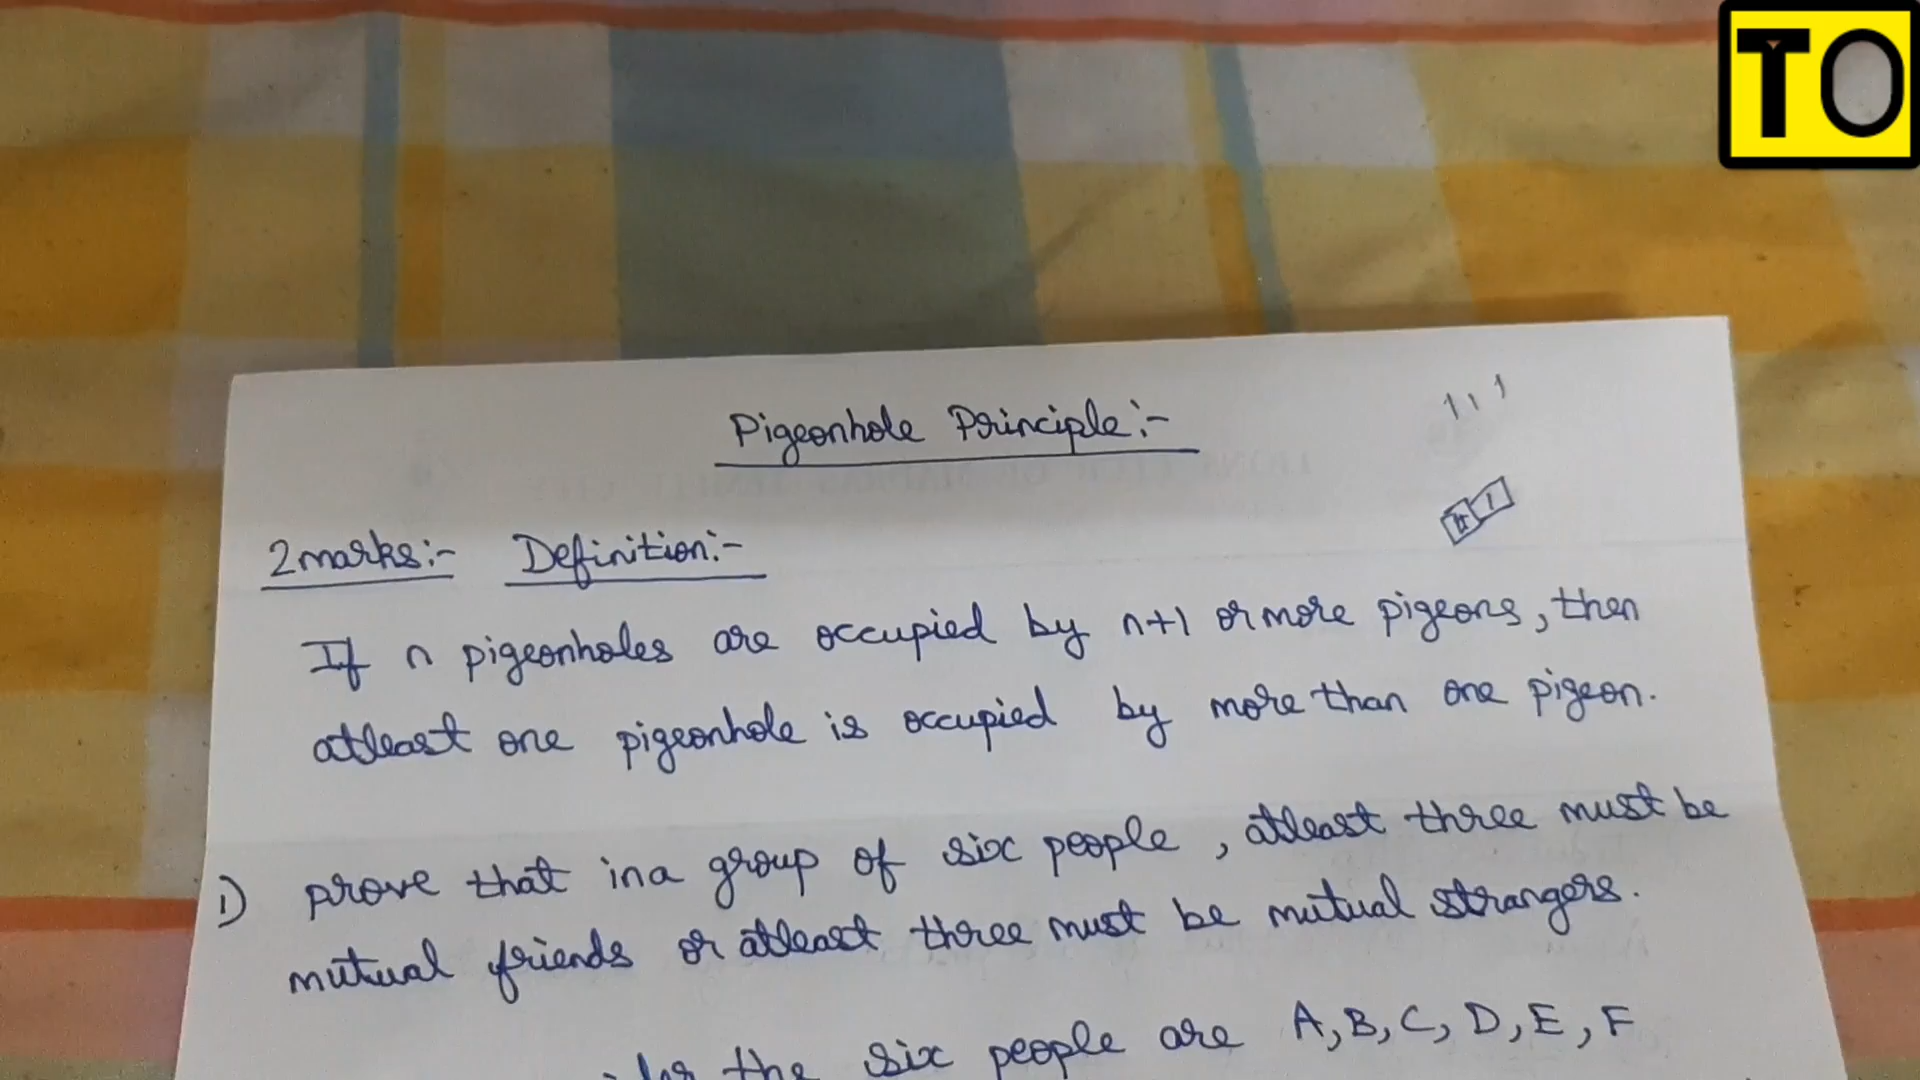 TO
Pigeonhole Principle:-
2marks:- Definition:-
If n pigeonholes are occupied by n+1 or more pigeons, then
atleast one pigeonhole is occupied by more than one pigeon.
1) prove that in a group of six people, atleast three must be
mutual friends or atleast three must be mutual strangers.
the six people are A, B, C, D, E, F